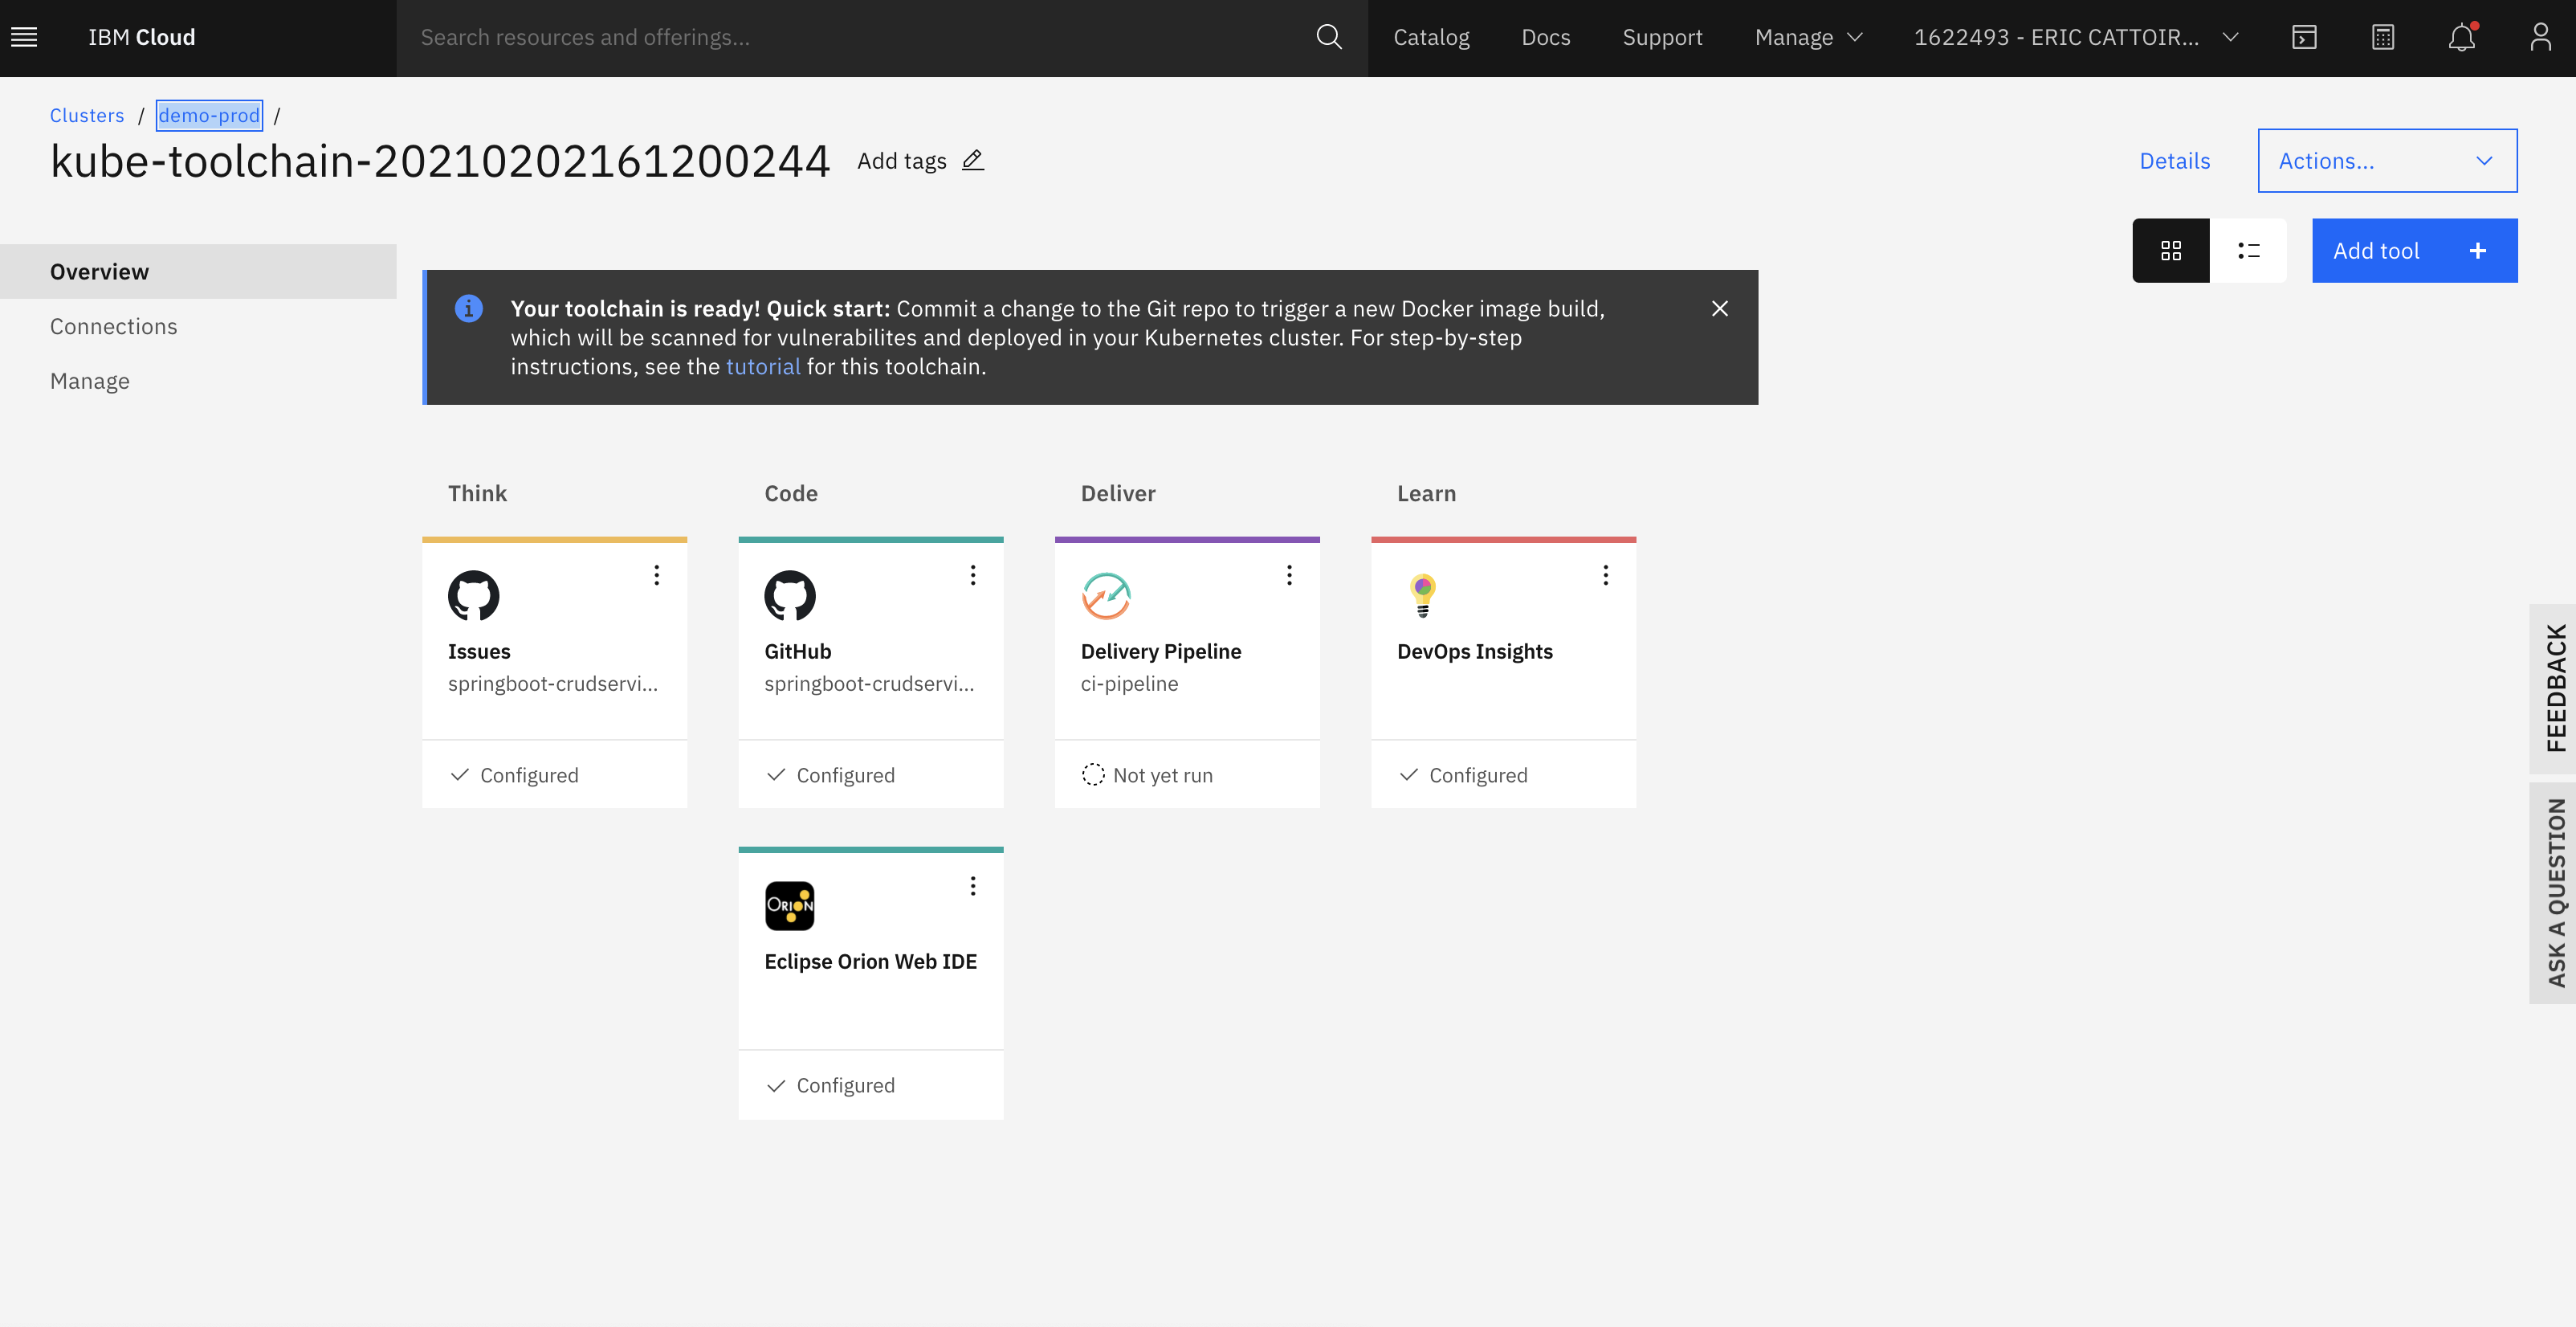 IBM Cloud
Search resources and offerings...
Catalog
Docs
Support
Manage
1622493 - ERIC CATTOIR...
Clusters / demo-prod /
kube-toolchain-20210202161200244
Add tags
Details
Actions...
Add tool
Overview
Connections
Manage
Your toolchain is ready! Quick start: Commit a change to the Git repo to trigger a new Docker image build,
which will be scanned for vulnerabilites and deployed in your Kubernetes cluster. For step-by-step
instructions, see the tutorial for this toolchain.
Think
Code
Deliver
Learn
Issues
springboot-crudservi...
Configured
GitHub
springboot-crudservi...
Configured
Delivery Pipeline
ci-pipeline
Not yet run
DevOps Insights
Configured
ORION
Eclipse Orion Web IDE
Configured
FEEDBACK
ASK A QUESTION